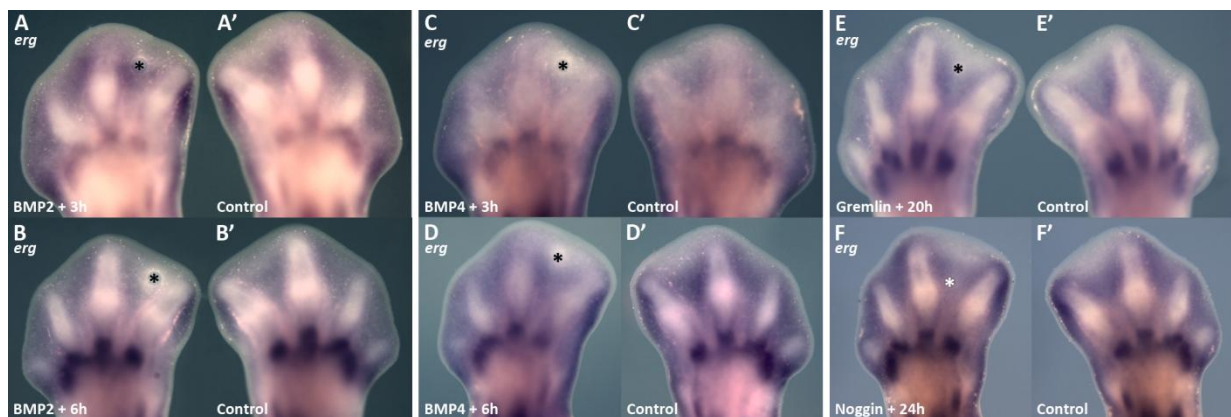 A
erg
*
BMP2 + 3h
A’
Control
B
erg
*
BMP2 + 6h
B’
Control
C
erg
*
BMP4 + 3h
C’
Control
D
erg
*
BMP4 + 6h
D’
Control
E
erg
*
Gremlin + 20h
E’
Control
F
erg
*
Noggin + 24h
F’
Control